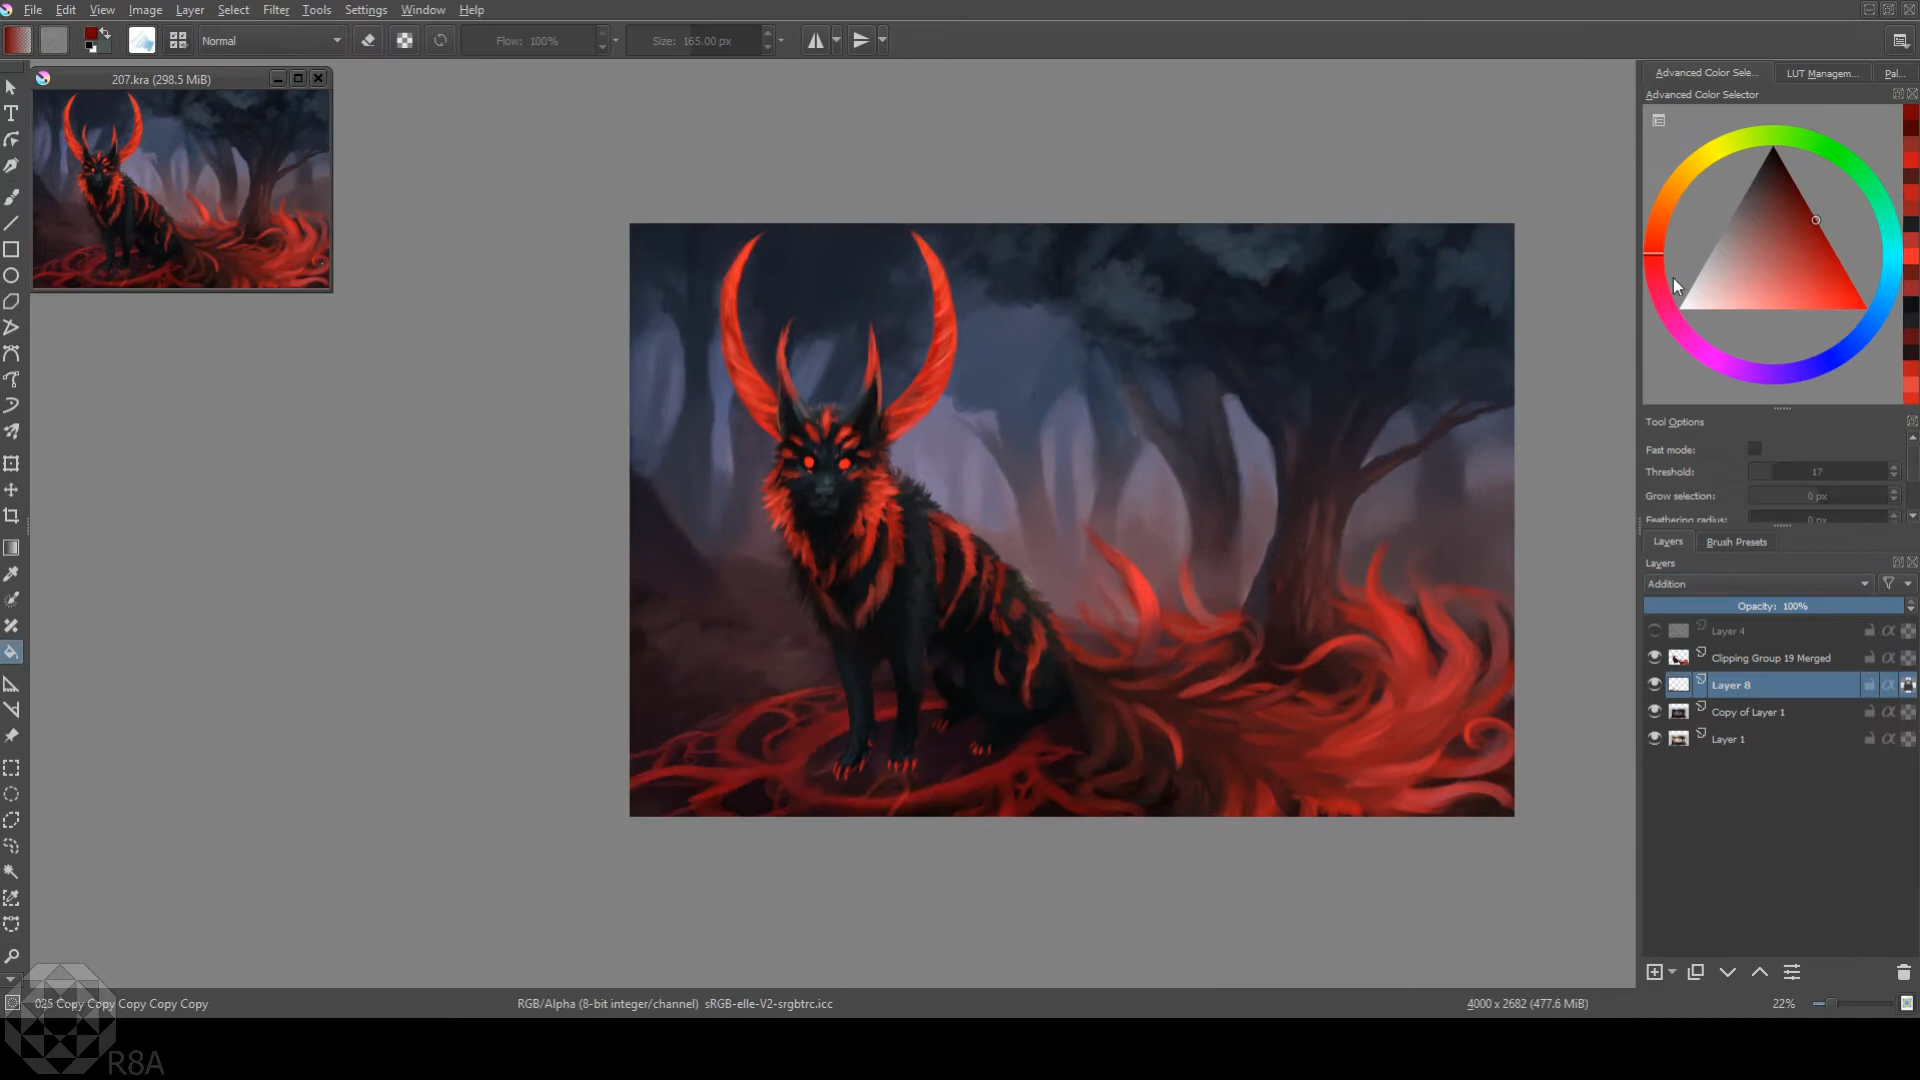 File Edit View Image Layer Select Filter Tools Settings Window Help
Normal
Flow: 100%
Size: 165.00 px
207.kra (298.5 MiB)
Advanced Color Sele...
LUT Managem...
Pal...
Advanced Color Selector
Tool Options
Fast mode:
Threshold:
17
Grow selection:
0 px
Feathering radius:
0 px
Layers
Brush Presets
Layers
Addition
Opacity: 100%
Layer 4
Clipping Group 19 Merged
Layer 8
Copy of Layer 1
Layer 1
025 Copy Copy Copy Copy Copy
RGB/Alpha (8-bit integer/channel) sRGB-elle-V2-srgbtrc.icc
4000 x 2682 (477.6 MiB)
22%
R8A